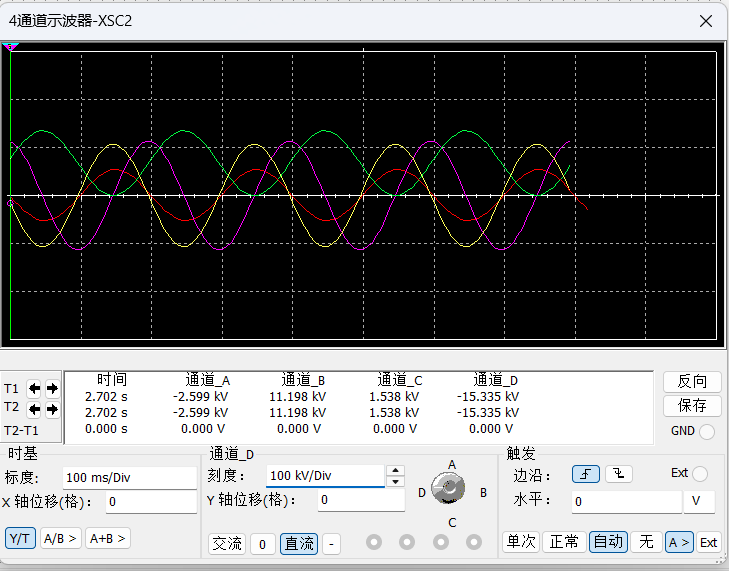 4通道示波器-XSC2
时间 通道_A 通道_B 通道_C 通道_D
T1 2.702 s -2.599 kV 11.198 kV 1.538 kV -15.335 kV
T2 2.702 s -2.599 kV 11.198 kV 1.538 kV -15.335 kV
T2-T1 0.000 s 0.000 V 0.000 V 0.000 V 0.000 V
反向
保存
GND
时基
标度: 100 ms/Div
X 轴位移(格): 0
Y/T A/B > A+B >
通道_D
刻度: 100 kV/Div
Y 轴位移(格): 0
交流 0 直流 -
A
D B
C
触发
边沿: Ext
水平: 0 V
单次 正常 自动 无 A > Ext